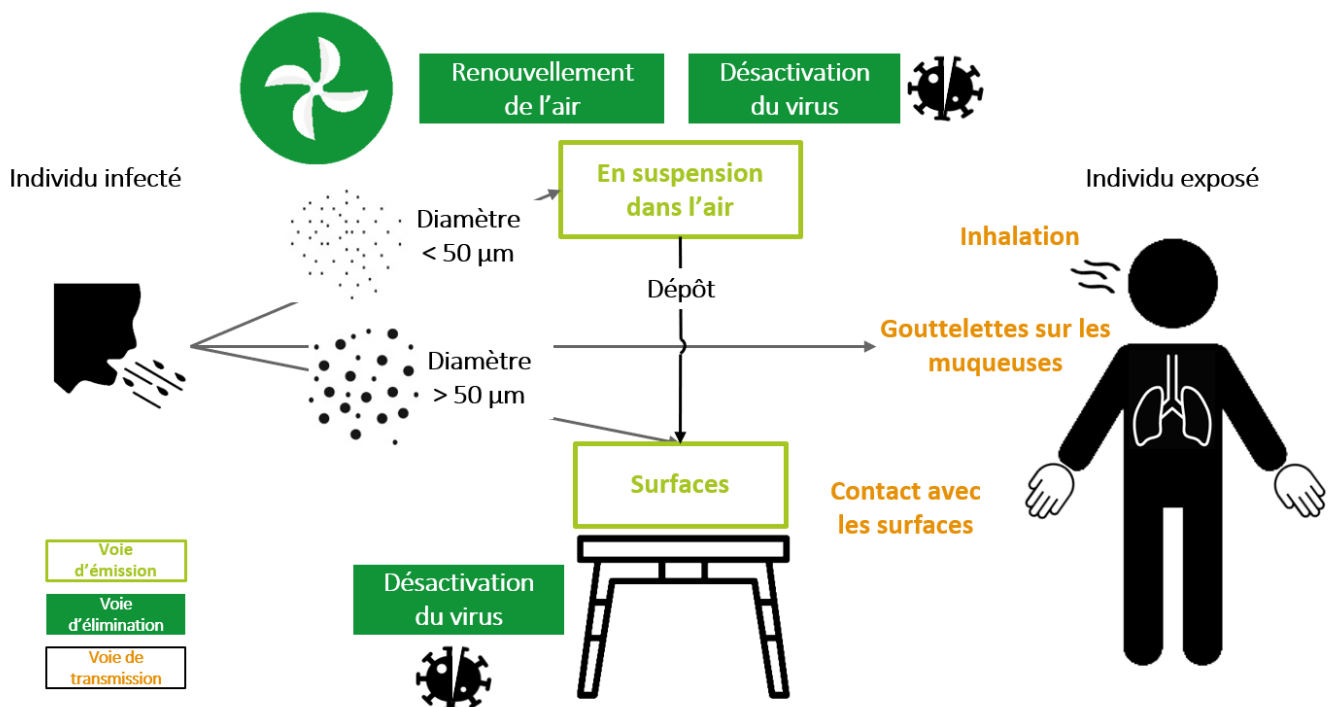 Renouvellement
de l'air
Désactivation
du virus
Individu infecté
En suspension
dans l'air
Individu exposé
Diamètre
< 50 µm
Inhalation
Dépôt
Gouttelettes sur les
muqueuses
Diamètre
> 50 µm
Surfaces
Contact avec
les surfaces
Voie
d'émission
Voie
d'élimination
Voie de
transmission
Désactivation
du virus